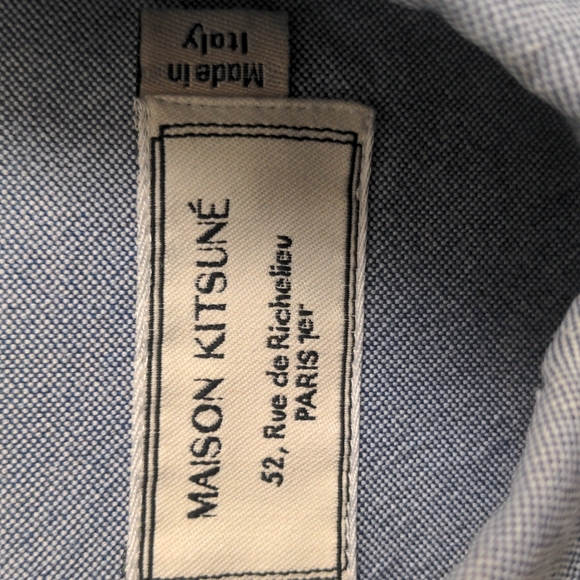 Made in
Italy
MAISON KITSUNÉ
52, Rue de Richelieu
PARIS 1er